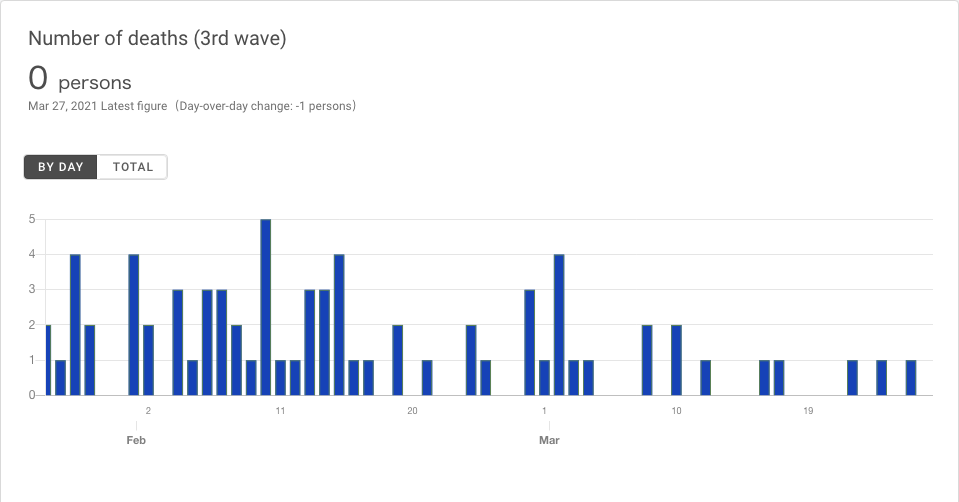 Number of deaths (3rd wave)
0 persons
Mar 27, 2021 Latest figure (Day-over-day change: -1 persons)
BY DAY TOTAL
5
4
3
2
1
0
2 11 20 1 10 19
Feb Mar